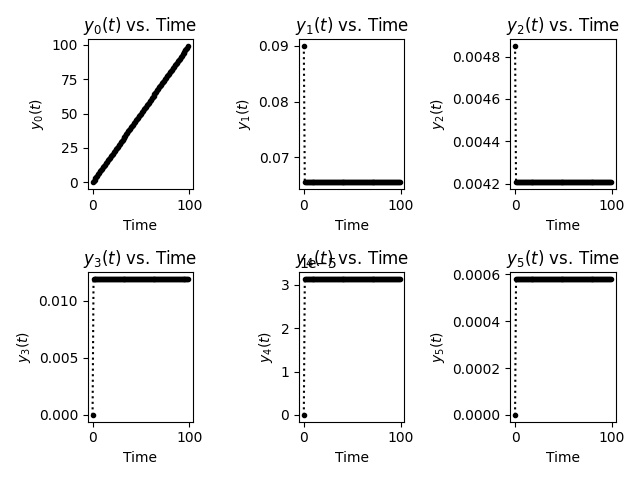 y₀(t) vs. Time
100
75
50
25
0
y₀(t)
0
100
Time
y₁(t) vs. Time
0.09
0.08
0.07
y₁(t)
0
100
Time
y₂(t) vs. Time
0.0048
0.0046
0.0044
0.0042
y₂(t)
0
100
Time
y₃(t) vs. Time
0.010
0.005
0.000
y₃(t)
0
100
Time
y₄(t) vs. Time
1e−5
3
2
1
0
y₄(t)
0
100
Time
y₅(t) vs. Time
0.0006
0.0004
0.0002
0.0000
y₅(t)
0
100
Time